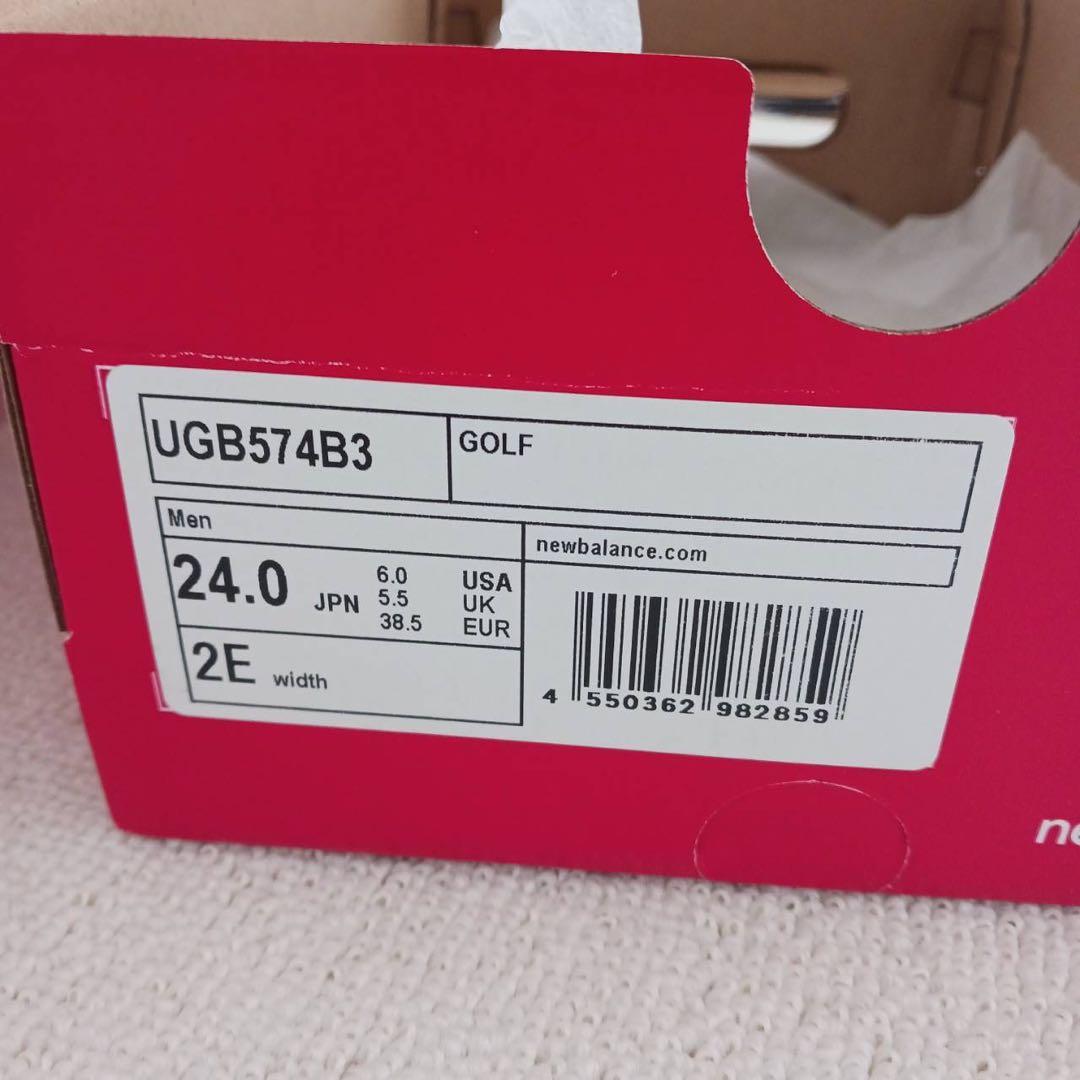 UGB574B3
GOLF
Men
24.0 JPN
6.0 USA
5.5 UK
38.5 EUR
2E width
newbalance.com
4 550362 982859
ne